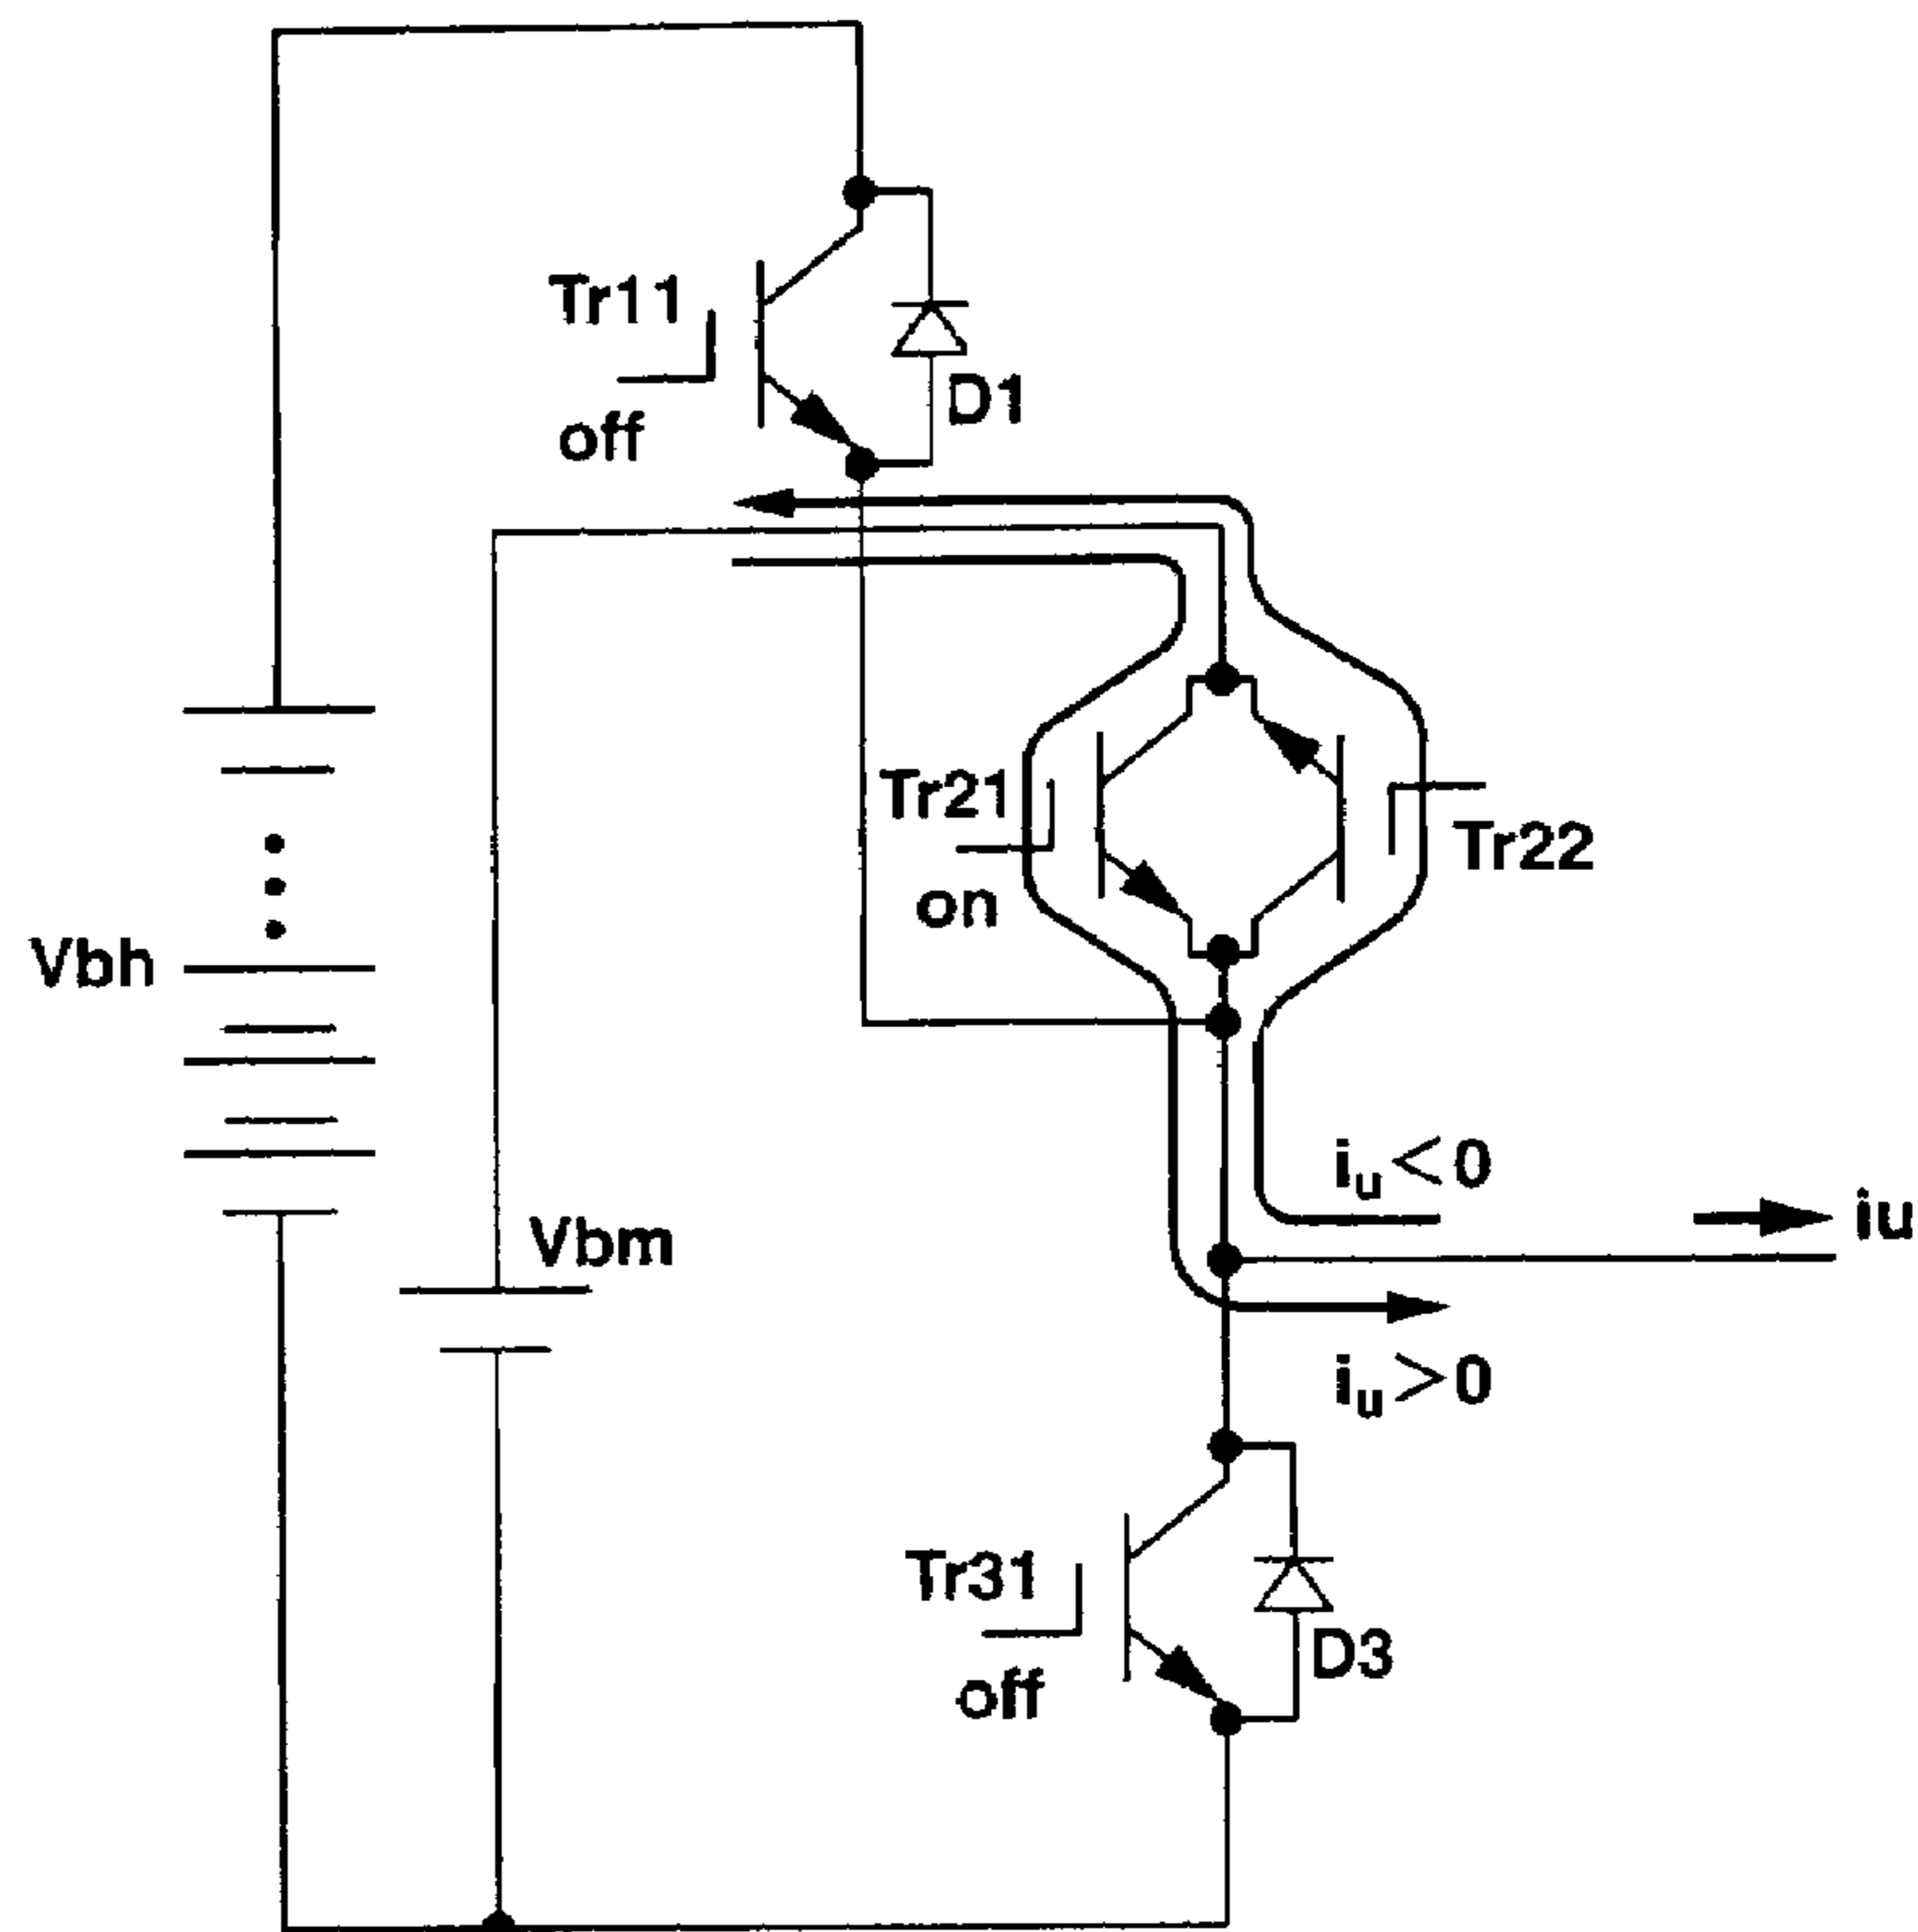 Tr11
off
D1
Tr21
on
Tr22
Vbh
iu<0
iu
Vbm
iu>0
Tr31
off
D3